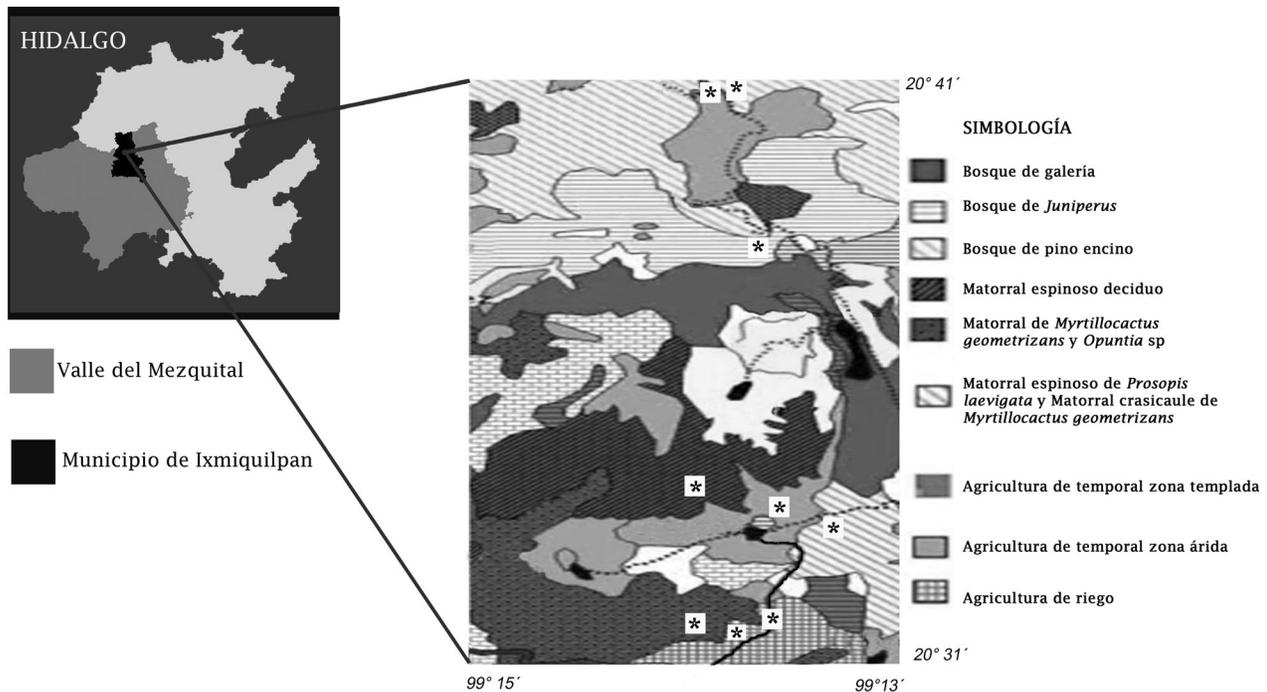 HIDALGO
Valle del Mezquital
Municipio de Ixmiquilpan
20° 41´
SIMBOLOGÍA
Bosque de galería
Bosque de Juniperus
Bosque de pino encino
Matorral espinoso deciduo
Matorral de Myrtillocactus
geometrizans y Opuntia sp
Matorral espinoso de Prosopis
laevigata y Matorral crasicaule de
Myrtillocactus geometrizans
Agricultura de temporal zona templada
Agricultura de temporal zona árida
Agricultura de riego
20° 31´
99° 15´
99°13´